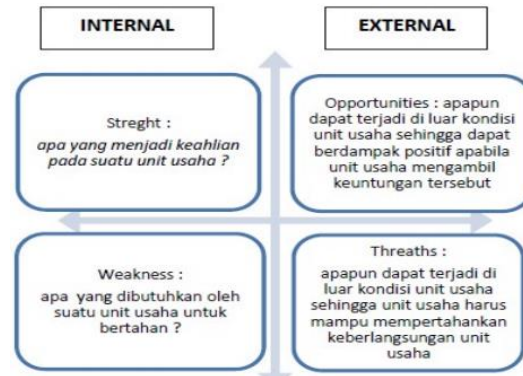 INTERNAL
EXTERNAL
Streght :
apa yang menjadi keahlian
pada suatu unit usaha ?
Opportunities : apapun
dapat terjadi di luar kondisi
unit usaha sehingga dapat
berdampak positif apabila
unit usaha mengambil
keuntungan tersebut
Weakness :
apa yang dibutuhkan oleh
suatu unit usaha untuk
bertahan ?
Threaths :
apapun dapat terjadi di
luar kondisi unit usaha
sehingga unit usaha harus
mampu mempertahankan
keberlangsungan unit
usaha